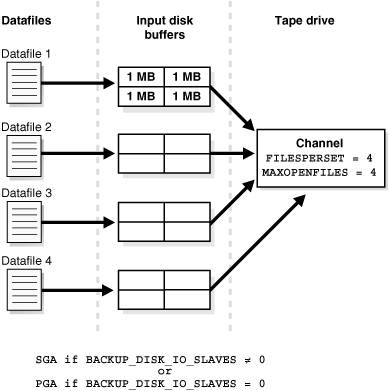 Datafiles
Input disk
buffers
Tape drive
Datafile 1
1 MB 1 MB
1 MB 1 MB
Datafile 2
Channel
FILESPERSET = 4
MAXOPENFILES = 4
Datafile 3
Datafile 4
SGA if BACKUP_DISK_IO_SLAVES ≠ 0
or
PGA if BACKUP_DISK_IO_SLAVES = 0